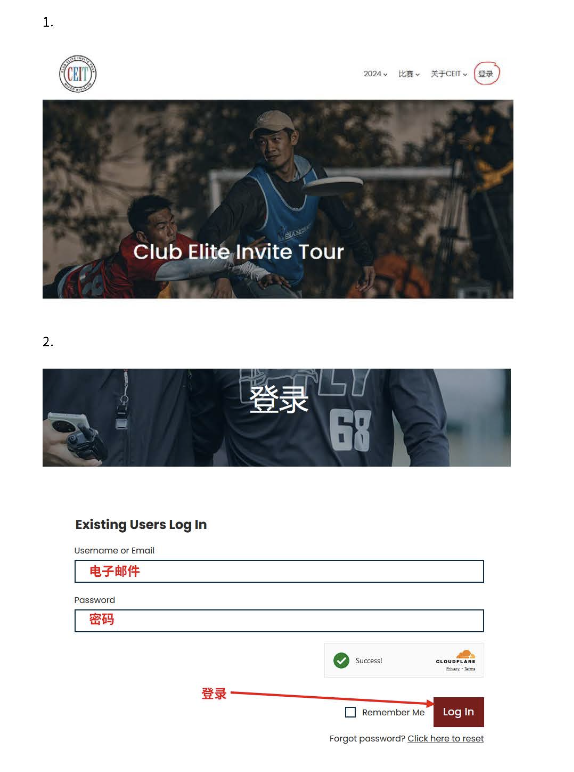 1.
CEIT
2024
比赛
关于CEIT
登录
Club Elite Invite Tour
2.
登录
68
Existing Users Log In
Username or Email
电子邮件
Password
密码
Success!
CLOUDFLARE
Privacy · Terms
登录
Remember Me
Log In
Forgot password? Click here to reset